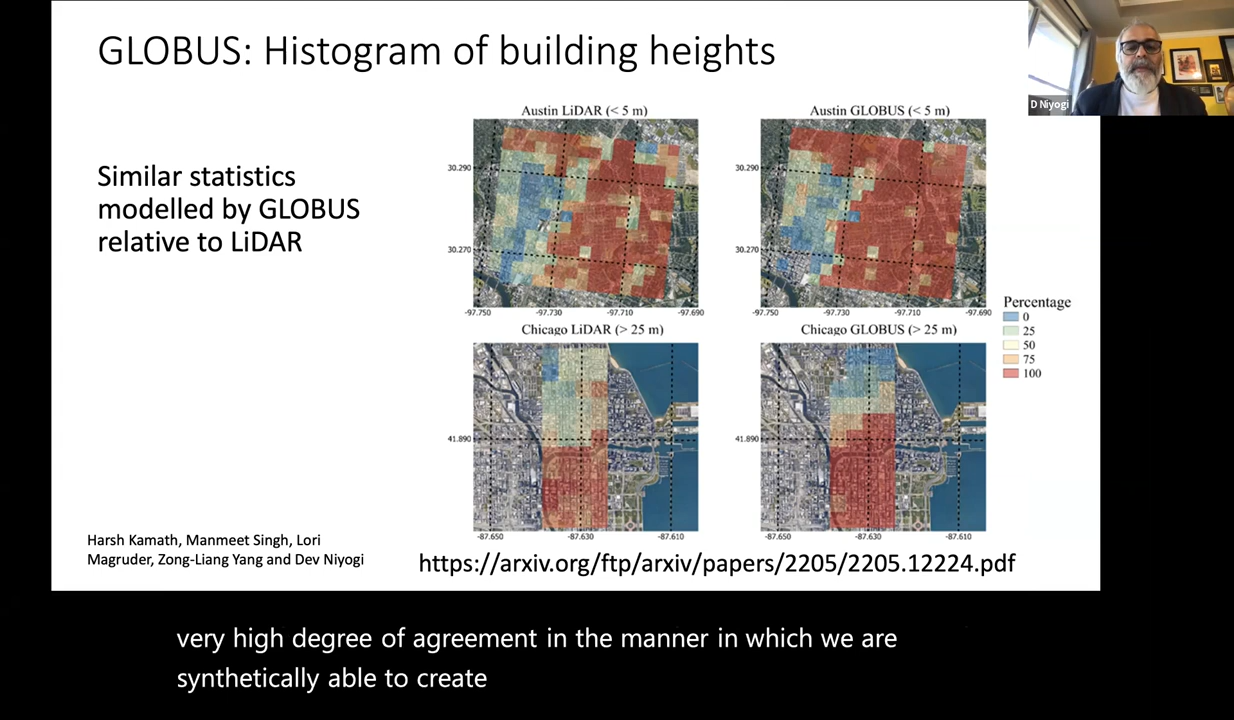 GLOBUS: Histogram of building heights
D Niyogi
Similar statistics
modelled by GLOBUS
relative to LiDAR
Austin LiDAR (< 5 m)
30.290
30.270
-97.750
-97.730
-97.710
-97.690
Austin GLOBUS (< 5 m)
30.290
30.270
-97.750
-97.730
-97.710
-97.690
Chicago LiDAR (> 25 m)
41.890
-87.650
-87.630
-87.610
Chicago GLOBUS (> 25 m)
41.890
-87.650
-87.630
-87.610
Percentage
0
25
50
75
100
Harsh Kamath, Manmeet Singh, Lori
Magruder, Zong-Liang Yang and Dev Niyogi
https://arxiv.org/ftp/arxiv/papers/2205/2205.12224.pdf
very high degree of agreement in the manner in which we are
synthetically able to create